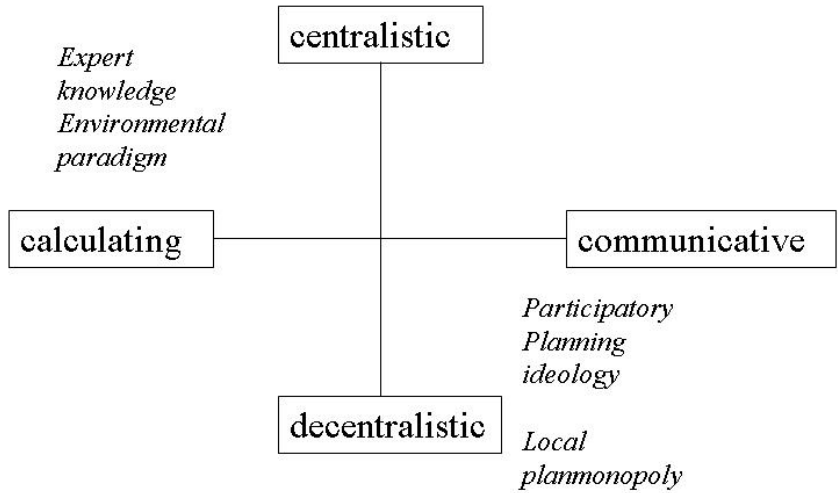 centralistic
Expert
knowledge
Environmental
paradigm
calculating
communicative
Participatory
Planning
ideology
decentralistic
Local
planmonopoly